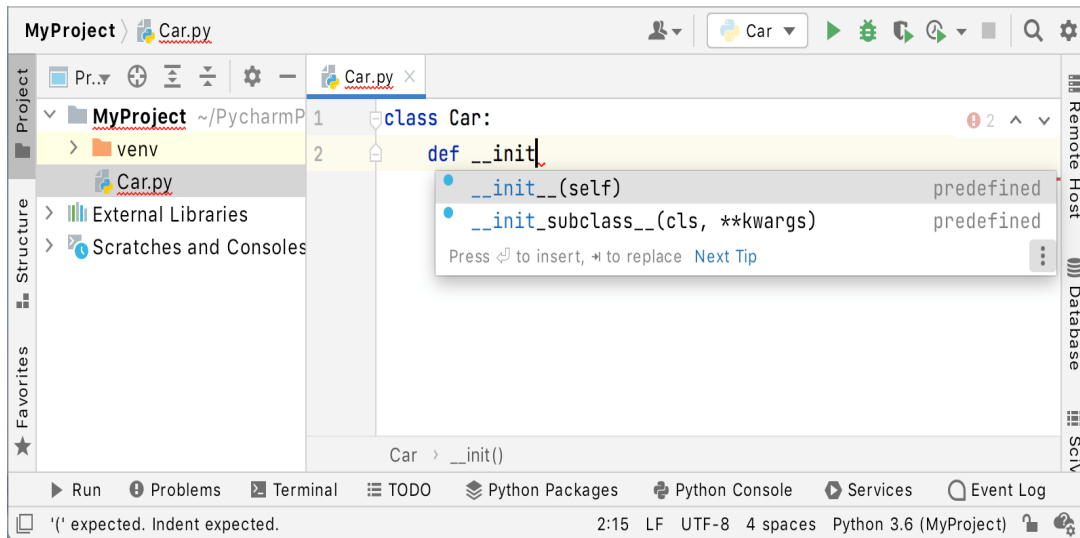 MyProject Car.py Car
Project
Pr..
Car.py
MyProject ~/PycharmP
venv
Car.py
External Libraries
Scratches and Consoles
Structure
Favorites
1 class Car:
2 def __init
2
__init__(self) predefined
__init_subclass__(cls, **kwargs) predefined
Press ⏎ to insert, ⇥ to replace Next Tip
Remote Host
Database
SciV
Car › __init()
Run Problems Terminal TODO Python Packages Python Console Services Event Log
'(' expected. Indent expected. 2:15 LF UTF-8 4 spaces Python 3.6 (MyProject)